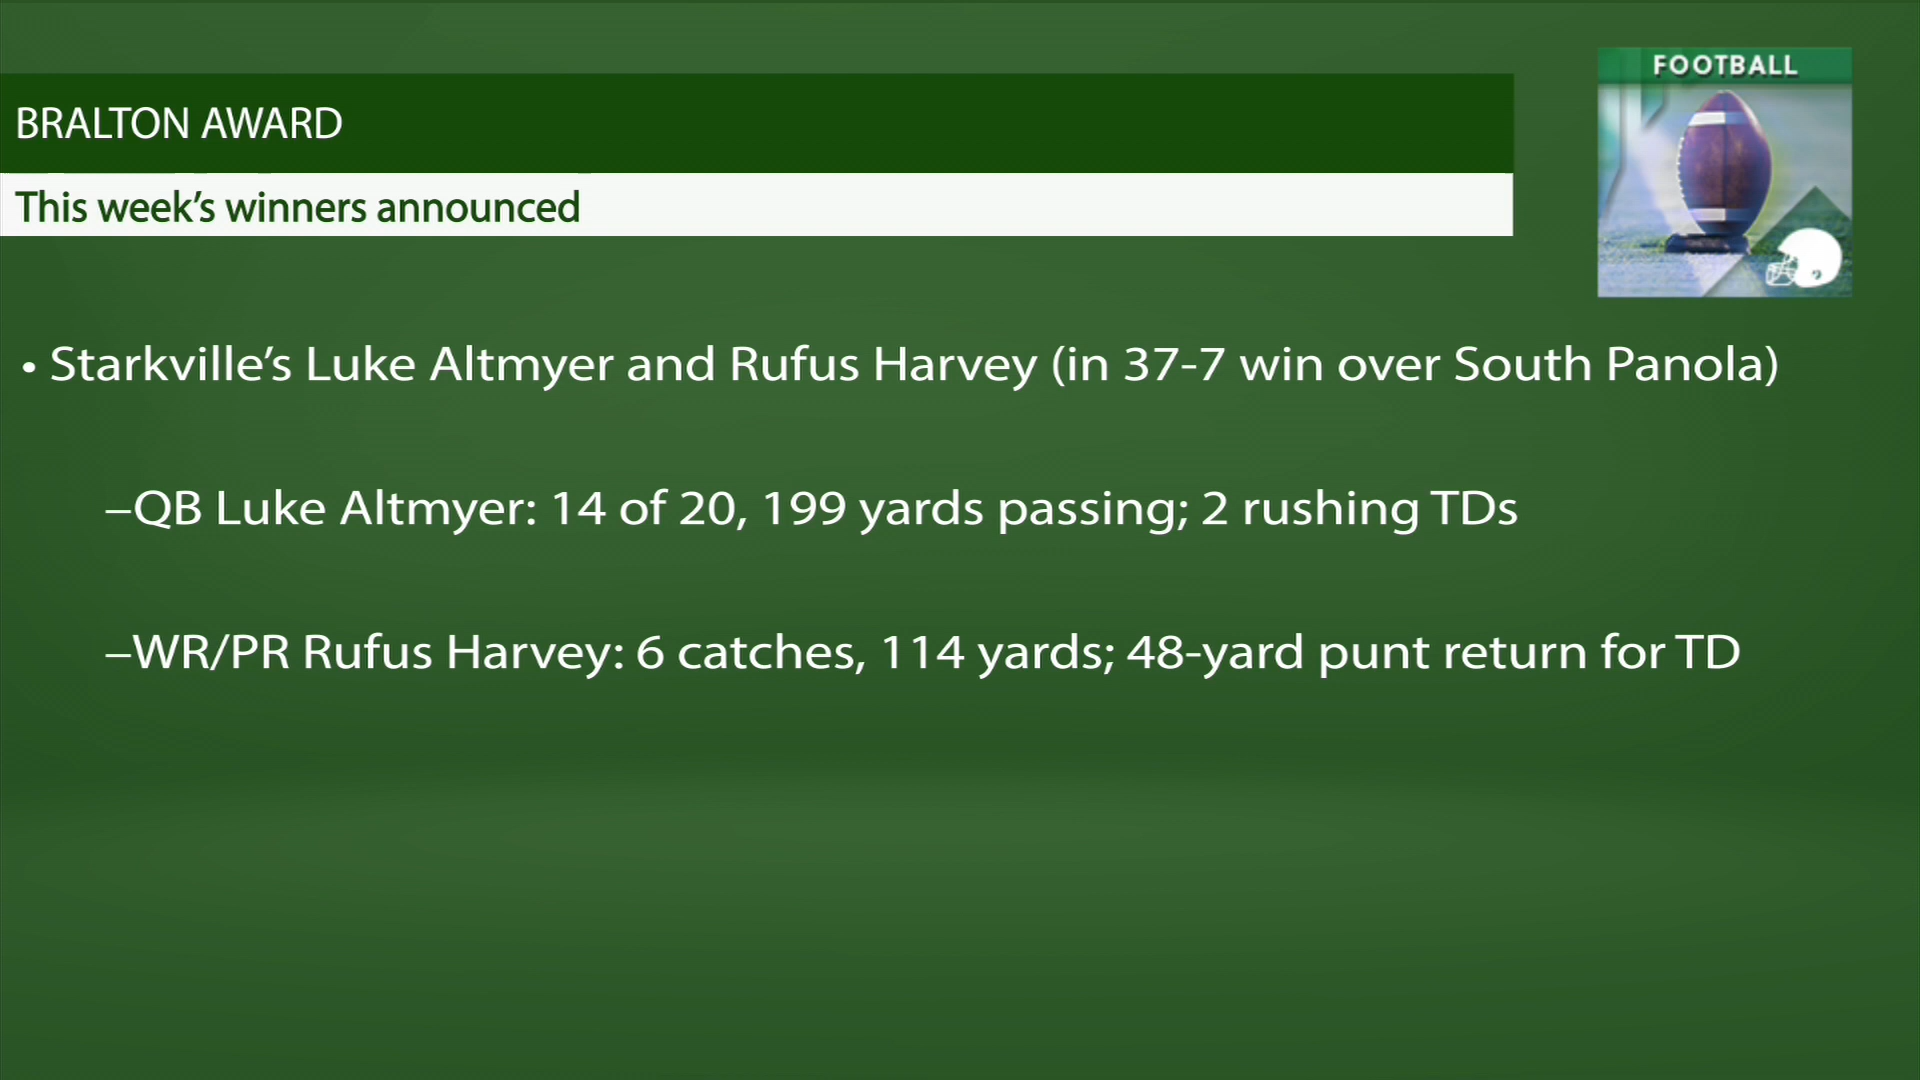 FOOTBALL
BRALTON AWARD
This week’s winners announced
• Starkville’s Luke Altmyer and Rufus Harvey (in 37-7 win over South Panola)
–QB Luke Altmyer: 14 of 20, 199 yards passing; 2 rushing TDs
–WR/PR Rufus Harvey: 6 catches, 114 yards; 48-yard punt return for TD